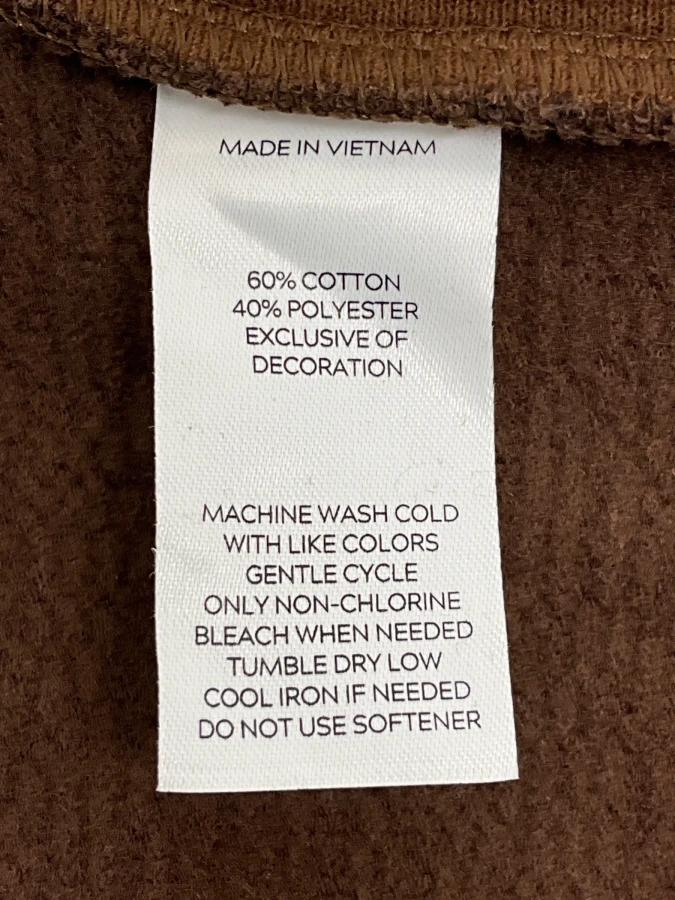 MADE IN VIETNAM
60% COTTON
40% POLYESTER
EXCLUSIVE OF
DECORATION
MACHINE WASH COLD
WITH LIKE COLORS
GENTLE CYCLE
ONLY NON-CHLORINE
BLEACH WHEN NEEDED
TUMBLE DRY LOW
COOL IRON IF NEEDED
DO NOT USE SOFTENER